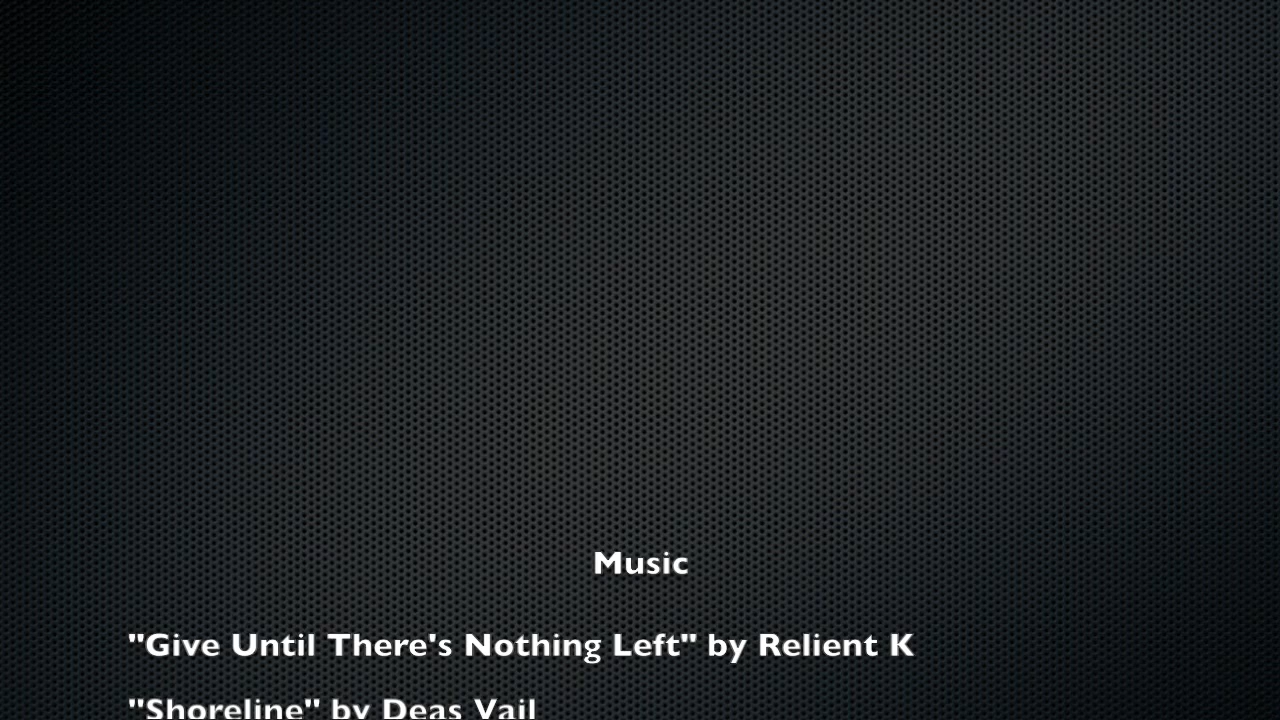 Music
"Give Until There's Nothing Left" by Relient K
"Shoreline" by Deas Vail